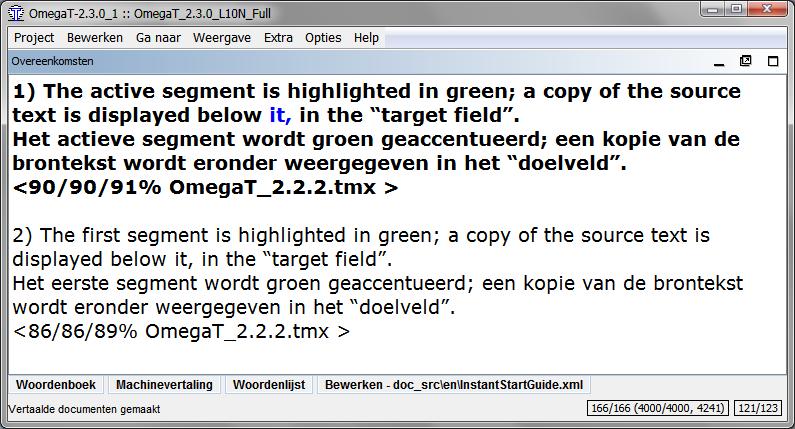 OmegaT-2.3.0_1 :: OmegaT_2.3.0_L10N_Full
Project Bewerken Ga naar Weergave Extra Opties Help
Overeenkomsten
1) The active segment is highlighted in green; a copy of the source
text is displayed below it, in the “target field”.
Het actieve segment wordt groen geaccentueerd; een kopie van de
brontekst wordt eronder weergegeven in het “doelveld”.
<90/90/91% OmegaT_2.2.2.tmx >
2) The first segment is highlighted in green; a copy of the source text is
displayed below it, in the “target field”.
Het eerste segment wordt groen geaccentueerd; een kopie van de brontekst
wordt eronder weergegeven in het “doelveld”.
<86/86/89% OmegaT_2.2.2.tmx >
Woordenboek Machinevertaling Woordenlijst Bewerken - doc_src\en\InstantStartGuide.xml
Vertaalde documenten gemaakt 166/166 (4000/4000, 4241) 121/123